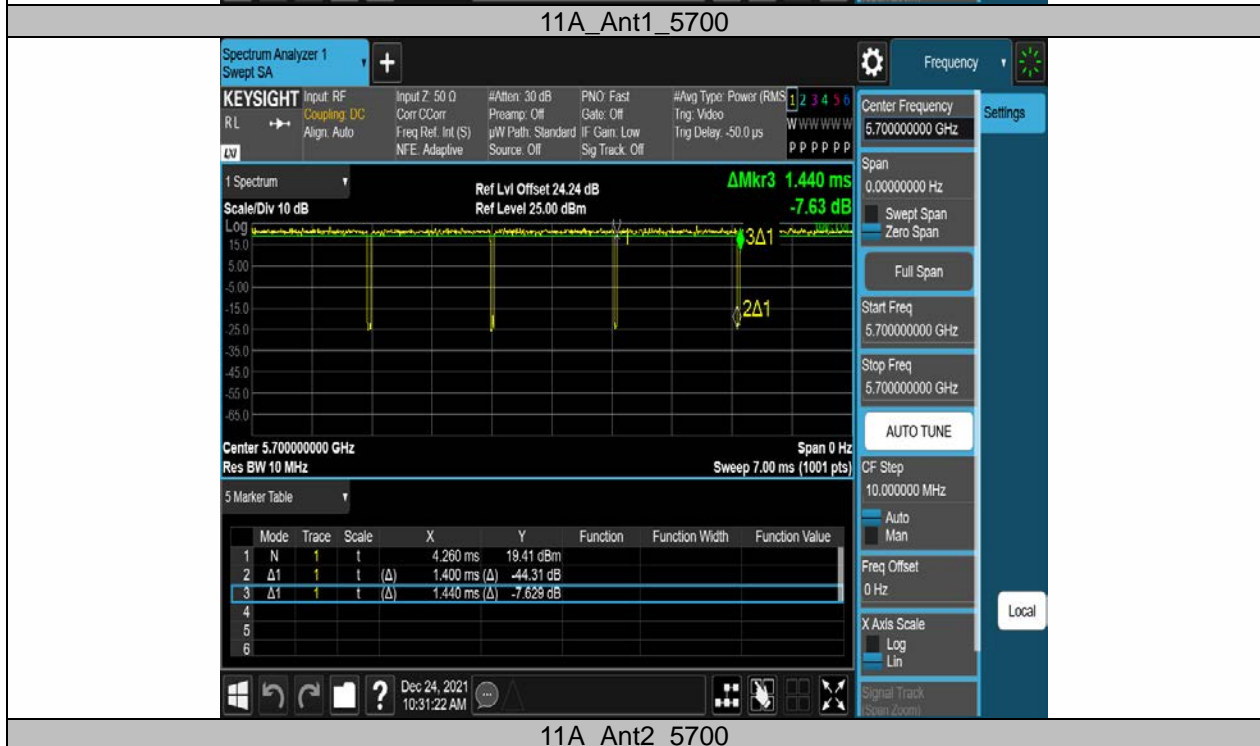 11A_Ant1_5700
Spectrum Analyzer 1
Swept SA
Frequency
KEYSIGHT
RL
LXI
Input: RF
Coupling: DC
Align: Auto
Input Z: 50 Ω
Corr CCorr
Freq Ref: Int (S)
NFE: Adaptive
#Atten: 30 dB
Preamp: Off
µW Path: Standard
Source: Off
PNO: Fast
Gate: Off
IF Gain: Low
Sig Track: Off
#Avg Type: Power (RMS
Trig: Video
Trig Delay: -50.0 µs
1 2 3 4 5 6
W W W W W W
P P P P P P
1 Spectrum
Scale/Div 10 dB
Ref Lvl Offset 24.24 dB
Ref Level 25.00 dBm
ΔMkr3 1.440 ms
-7.63 dB
Log
15.0
5.00
-5.00
-15.0
-25.0
-35.0
-45.0
-55.0
-65.0
1
3Δ1
2Δ1
Center 5.700000000 GHz
Span 0 Hz
Res BW 10 MHz
Sweep 7.00 ms (1001 pts)
5 Marker Table
Mode Trace Scale X Y Function Function Width Function Value
1 N 1 t 4.260 ms 19.41 dBm
2 Δ1 1 t (Δ) 1.400 ms (Δ) -44.31 dB
3 Δ1 1 t (Δ) 1.440 ms (Δ) -7.629 dB
4
5
6
Dec 24, 2021
10:31:22 AM
Center Frequency
5.700000000 GHz
Settings
Span
0.00000000 Hz
Swept Span
Zero Span
Full Span
Start Freq
5.700000000 GHz
Stop Freq
5.700000000 GHz
AUTO TUNE
CF Step
10.000000 MHz
Auto
Man
Freq Offset
0 Hz
X Axis Scale
Log
Lin
Local
Signal Track
(Span Zoom)
11A_Ant2_5700